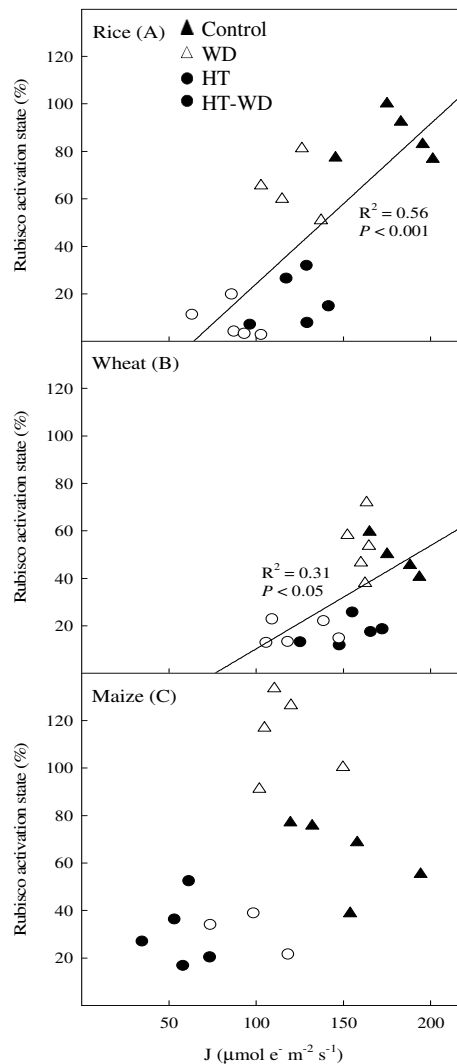 Rice (A)
Control
WD
HT
HT-WD
120
100
80
60
40
20
Rubisco activation state (%)
R² = 0.56
P < 0.001
Wheat (B)
120
100
80
60
40
20
Rubisco activation state (%)
R² = 0.31
P < 0.05
Maize (C)
120
100
80
60
40
20
Rubisco activation state (%)
50 100 150 200
J (µmol e⁻ m⁻² s⁻¹)